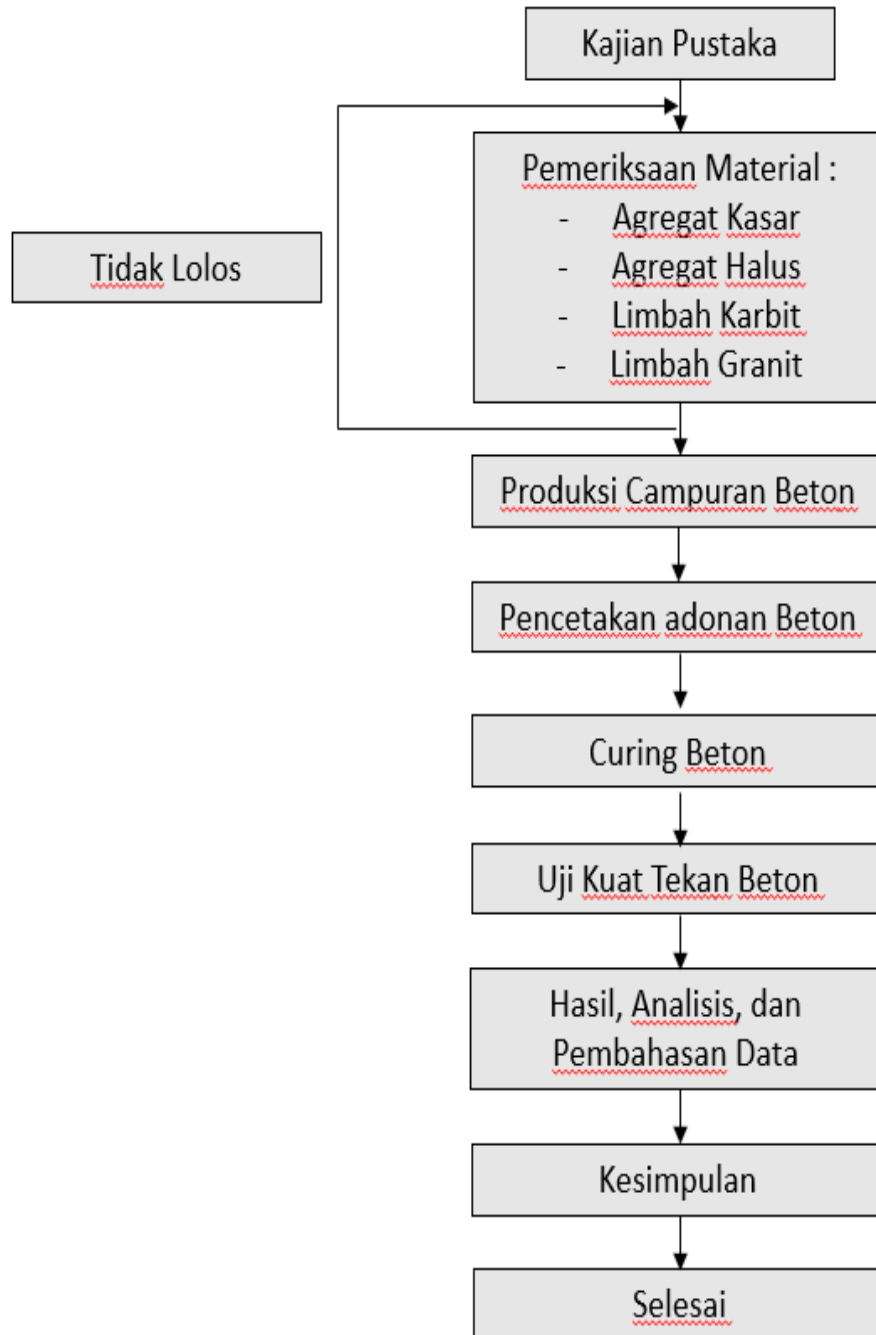 Kajian Pustaka
Pemeriksaan Material :
- Agregat Kasar
- Agregat Halus
- Limbah Karbit
- Limbah Granit
Tidak Lolos
Produksi Campuran Beton
Pencetakan adonan Beton
Curing Beton
Uji Kuat Tekan Beton
Hasil, Analisis, dan
Pembahasan Data
Kesimpulan
Selesai